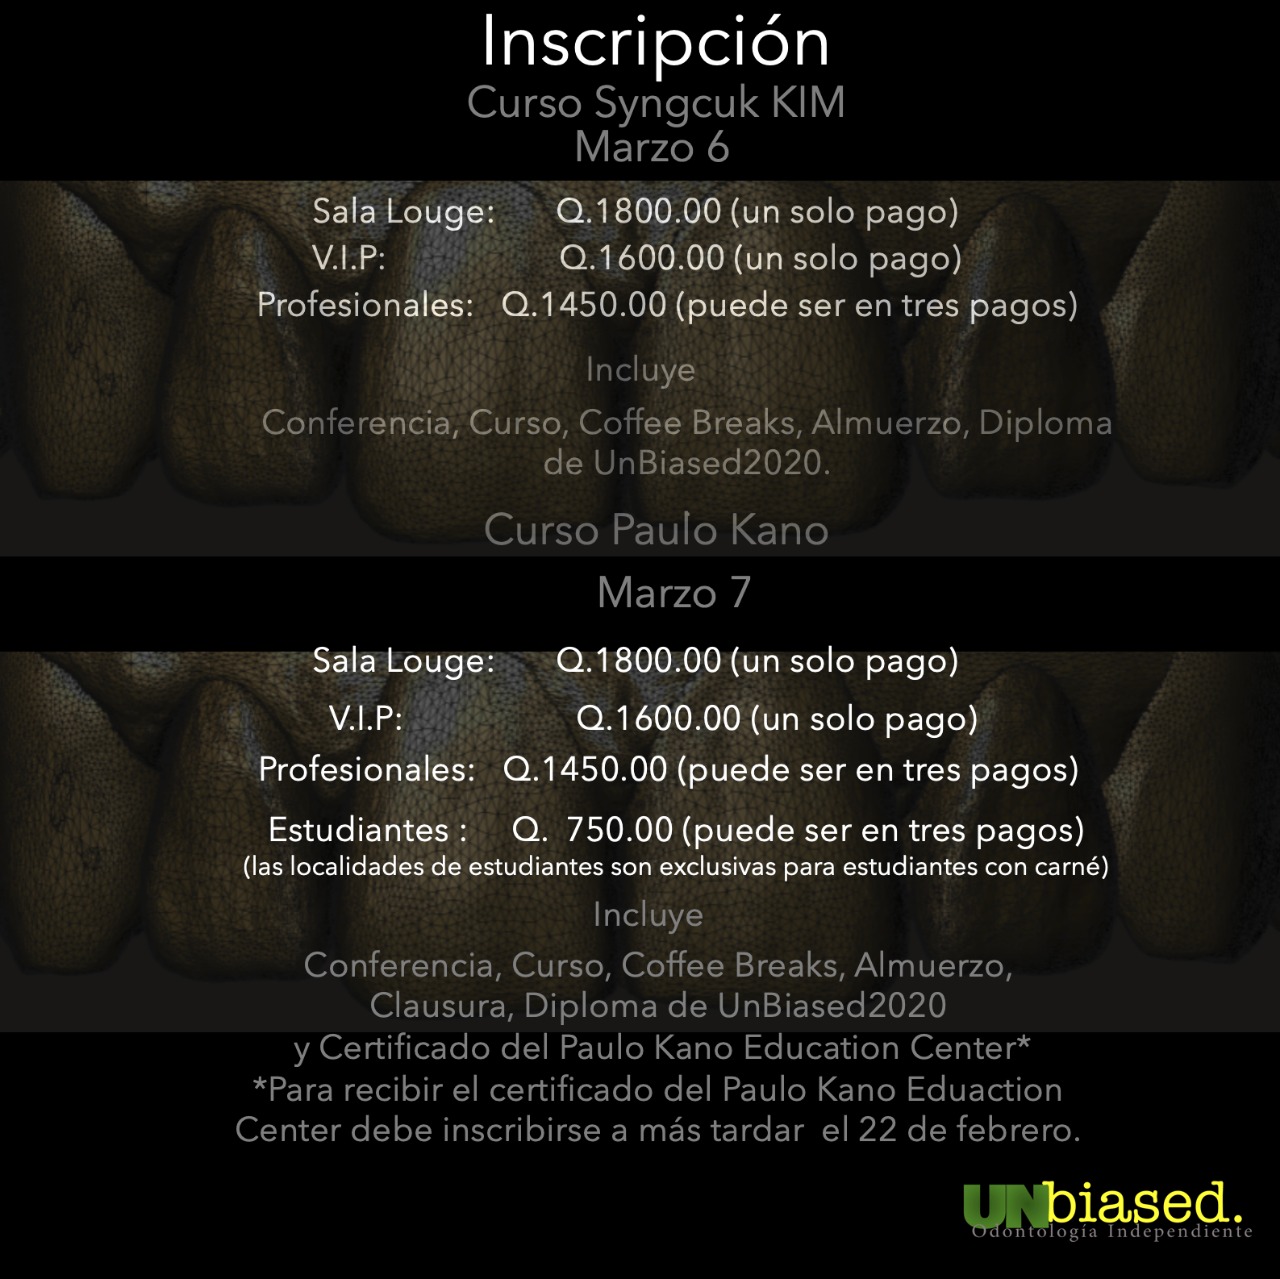 Inscripción
Curso Syngcuk KIM
Marzo 6
Sala Louge: Q.1800.00 (un solo pago)
V.I.P: Q.1600.00 (un solo pago)
Profesionales: Q.1450.00 (puede ser en tres pagos)
Incluye
Conferencia, Curso, Coffee Breaks, Almuerzo, Diploma
de UnBiased2020.
Curso Paulo Kano
Marzo 7
Sala Louge: Q.1800.00 (un solo pago)
V.I.P: Q.1600.00 (un solo pago)
Profesionales: Q.1450.00 (puede ser en tres pagos)
Estudiantes : Q. 750.00 (puede ser en tres pagos)
(las localidades de estudiantes son exclusivas para estudiantes con carné)
Incluye
Conferencia, Curso, Coffee Breaks, Almuerzo,
Clausura, Diploma de UnBiased2020
y Certificado del Paulo Kano Education Center*
*Para recibir el certificado del Paulo Kano Eduaction
Center debe inscribirse a más tardar el 22 de febrero.
UNbiased.
Odontología Independiente